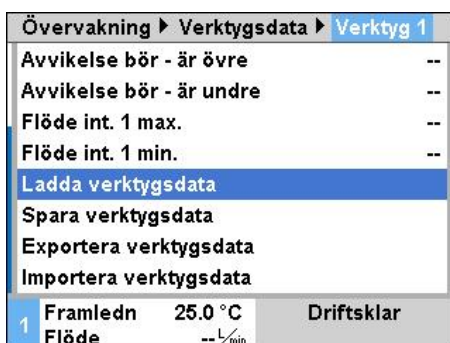 Övervakning ▶ Verktygsdata ▶ Verktyg 1
Avvikelse bör - är övre --
Avvikelse bör - är undre --
Flöde int. 1 max. --
Flöde int. 1 min. --
Ladda verktygsdata
Spara verktygsdata
Exportera verktygsdata
Importera verktygsdata
1 Framledn 25.0 °C Driftsklar
Flöde -- L/min